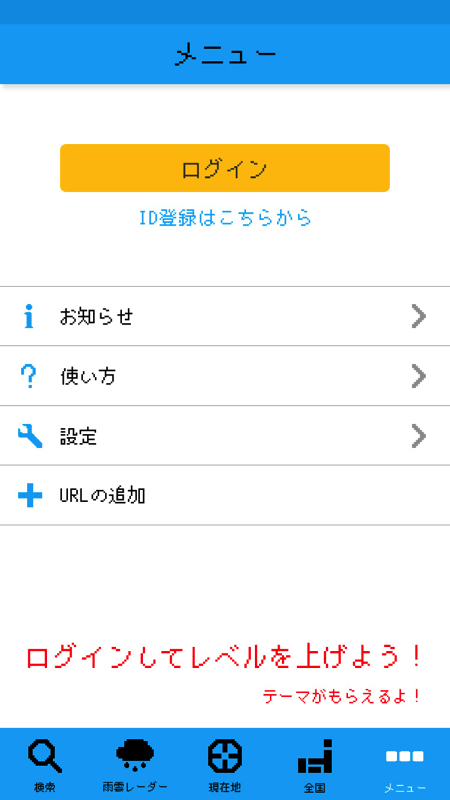 メニュー
ログイン
ID登録はこちらから
お知らせ
使い方
設定
URLの追加
ログインしてレベルを上げよう！
テーマがもらえるよ！
検索
雨雲レーダー
現在地
全国
メニュー